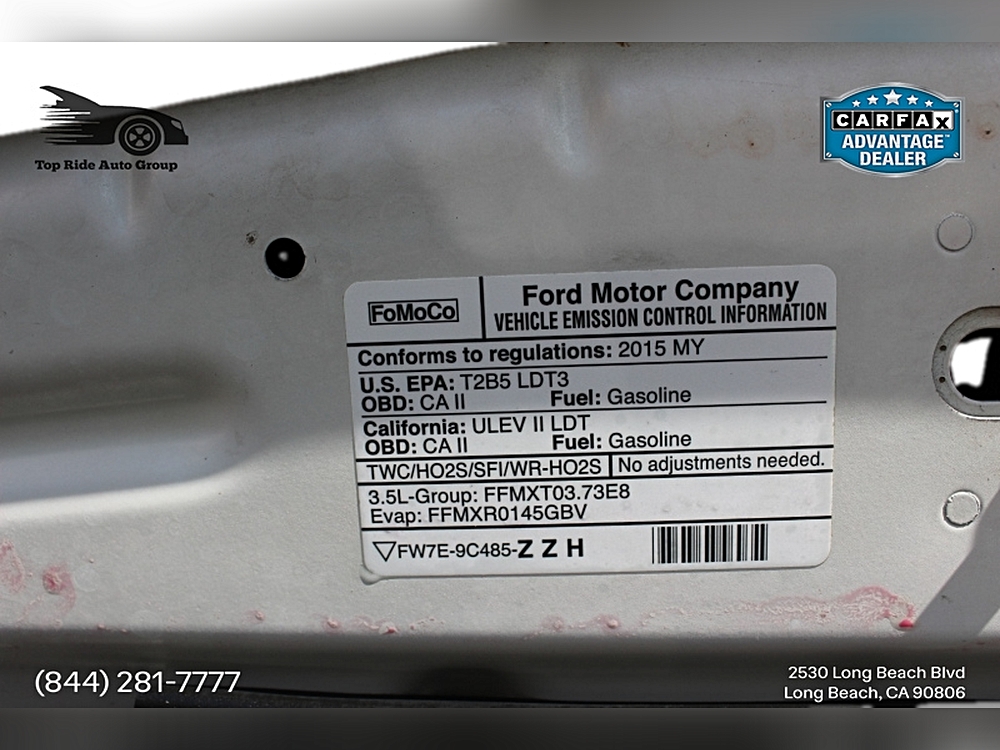 Top Ride Auto Group
CARFAX
ADVANTAGE™
DEALER
FoMoCo
Ford Motor Company
VEHICLE EMISSION CONTROL INFORMATION
Conforms to regulations: 2015 MY
U.S. EPA: T2B5 LDT3
OBD: CA II Fuel: Gasoline
California: ULEV II LDT
OBD: CA II Fuel: Gasoline
TWC/HO2S/SFI/WR-HO2S No adjustments needed.
3.5L-Group: FFMXT03.73E8
Evap: FFMXR0145GBV
FW7E-9C485-Z Z H
(844) 281-7777
2530 Long Beach Blvd
Long Beach, CA 90806